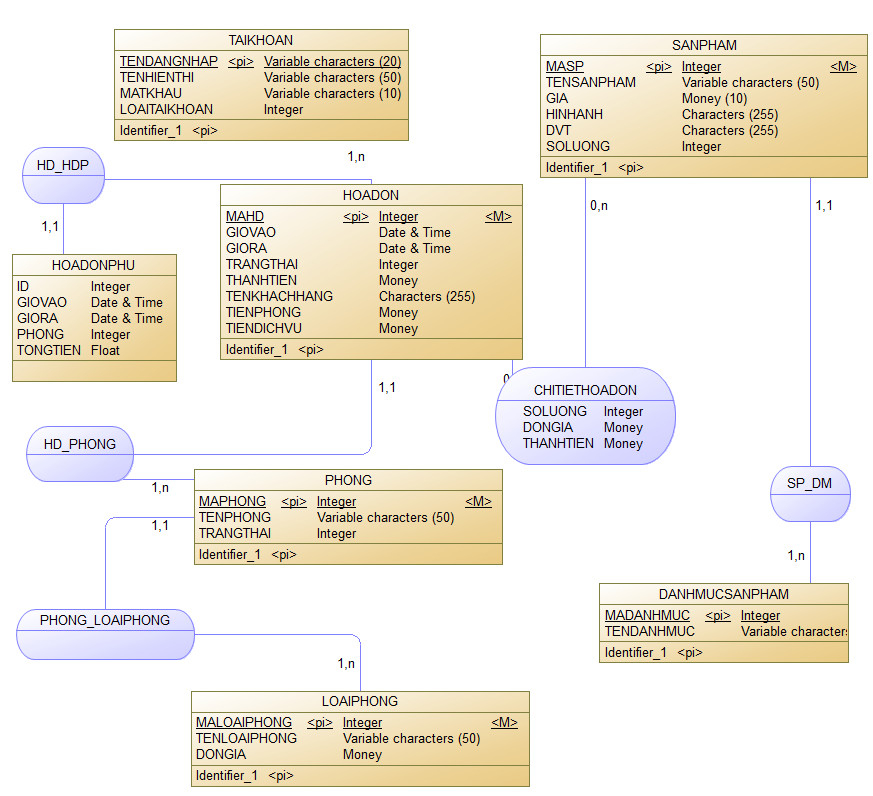 TAIKHOAN
TENDANGNHAP <pi> Variable characters (20)
TENHIENTHI Variable characters (50)
MATKHAU Variable characters (10)
LOAITAIKHOAN Integer
Identifier_1 <pi>
SANPHAM
MASP <pi> Integer <M>
TENSANPHAM Variable characters (50)
GIA Money (10)
HINHANH Characters (255)
DVT Characters (255)
SOLUONG Integer
Identifier_1 <pi>
HD_HDP
1,n
1,1
HOADON
MAHD <pi> Integer <M>
GIOVAO Date & Time
GIORA Date & Time
TRANGTHAI Integer
THANHTIEN Money
TENKHACHHANG Characters (255)
TIENPHONG Money
TIENDICHVU Money
Identifier_1 <pi>
0,n
1,1
HOADONPHU
ID Integer
GIOVAO Date & Time
GIORA Date & Time
PHONG Integer
TONGTIEN Float
1,1
CHITIETHOADON
SOLUONG Integer
DONGIA Money
THANHTIEN Money
HD_PHONG
1,n
PHONG
MAPHONG <pi> Integer <M>
TENPHONG Variable characters (50)
TRANGTHAI Integer
Identifier_1 <pi>
1,1
SP_DM
1,n
DANHMUCSANPHAM
MADANHMUC <pi> Integer
TENDANHMUC Variable characters
Identifier_1 <pi>
PHONG_LOAIPHONG
1,n
LOAIPHONG
MALOAIPHONG <pi> Integer <M>
TENLOAIPHONG Variable characters (50)
DONGIA Money
Identifier_1 <pi>